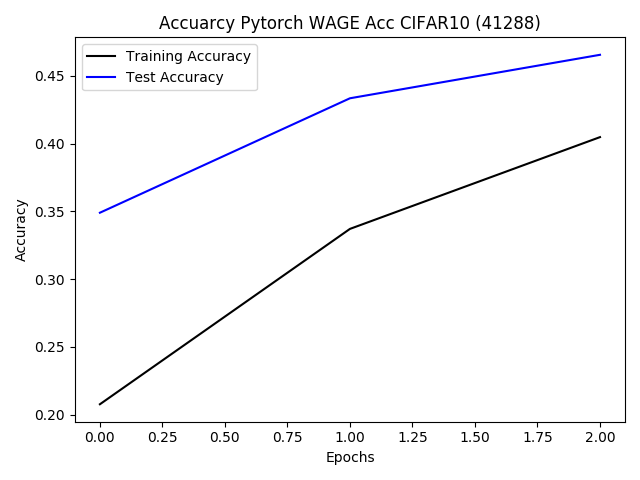 Accuarcy Pytorch WAGE Acc CIFAR10 (41288)
Training Accuracy
Test Accuracy
Accuracy
0.45
0.40
0.35
0.30
0.25
0.20
0.00 0.25 0.50 0.75 1.00 1.25 1.50 1.75 2.00
Epochs